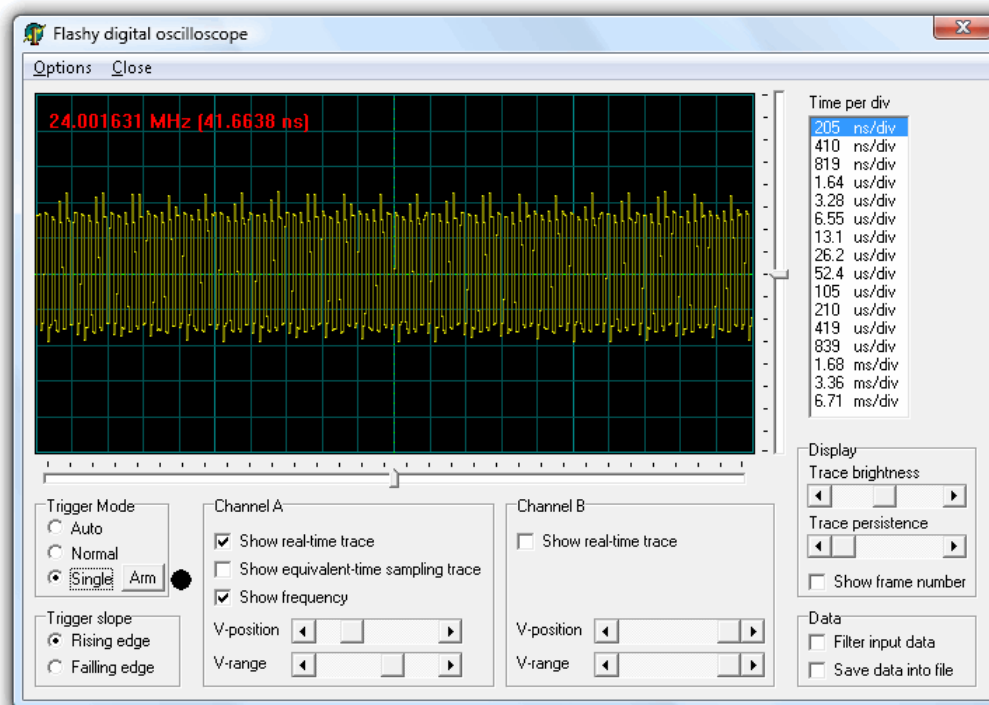 Flashy digital oscilloscope
Options Close
24.001631 MHz (41.6638 ns)
Time per div
205 ns/div
410 ns/div
819 ns/div
1.64 us/div
3.28 us/div
6.55 us/div
13.1 us/div
26.2 us/div
52.4 us/div
105 us/div
210 us/div
419 us/div
839 us/div
1.68 ms/div
3.36 ms/div
6.71 ms/div
Trigger Mode
Auto
Normal
Single Arm
Trigger slope
Rising edge
Failling edge
Channel A
Show real-time trace
Show equivalent-time sampling trace
Show frequency
V-position
V-range
Channel B
Show real-time trace
V-position
V-range
Display
Trace brightness
Trace persistence
Show frame number
Data
Filter input data
Save data into file